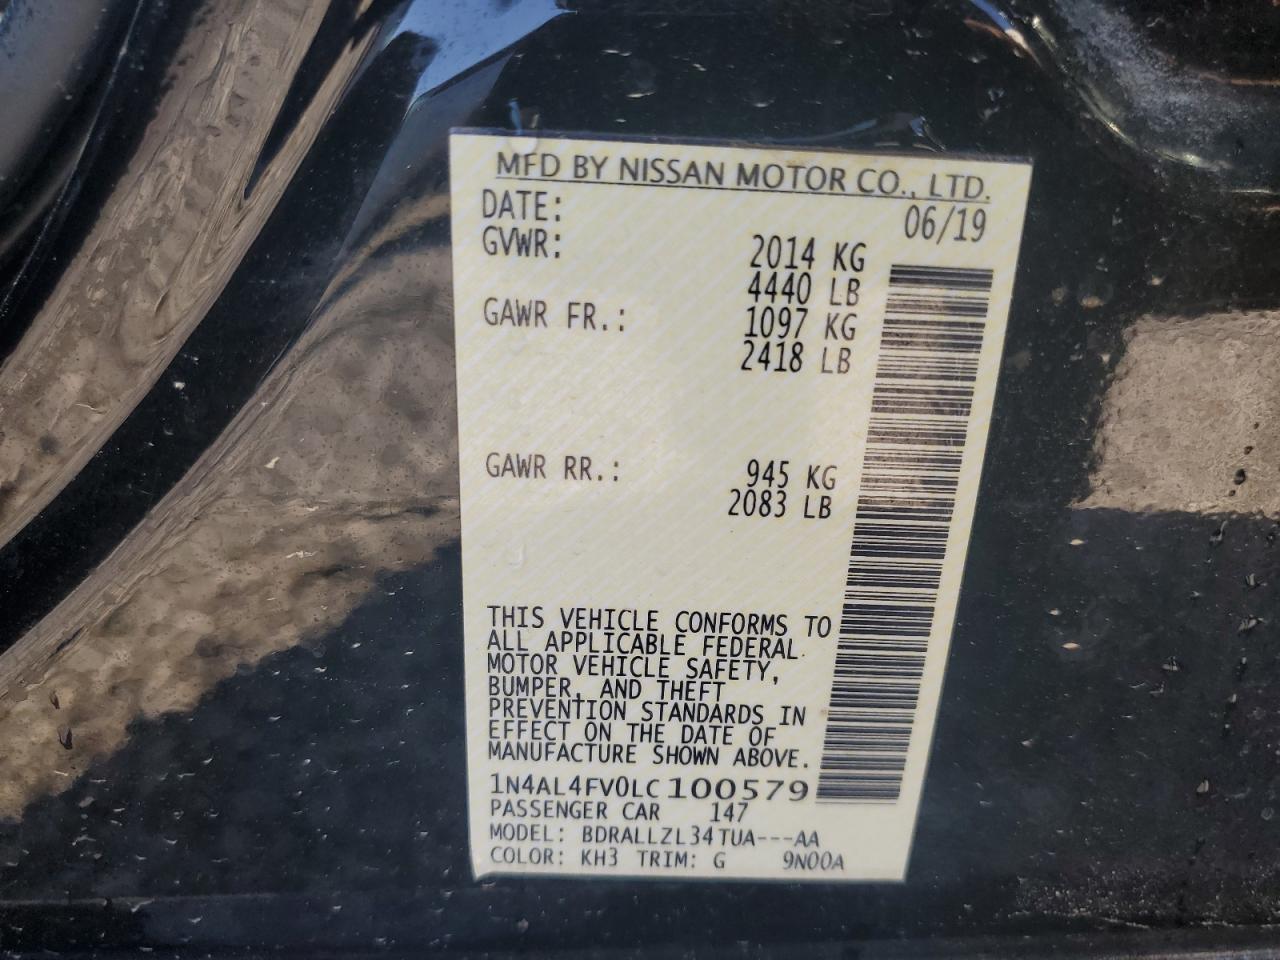 MFD BY NISSAN MOTOR CO., LTD.
DATE: 06/19
GVWR: 2014 KG
4440 LB
GAWR FR.: 1097 KG
2418 LB
GAWR RR.: 945 KG
2083 LB
THIS VEHICLE CONFORMS TO
ALL APPLICABLE FEDERAL
MOTOR VEHICLE SAFETY,
BUMPER, AND THEFT
PREVENTION STANDARDS IN
EFFECT ON THE DATE OF
MANUFACTURE SHOWN ABOVE.
1N4AL4FV0LC100579
PASSENGER CAR 147
MODEL: BDRALLZL34TUA---AA
COLOR: KH3 TRIM: G 9N00A